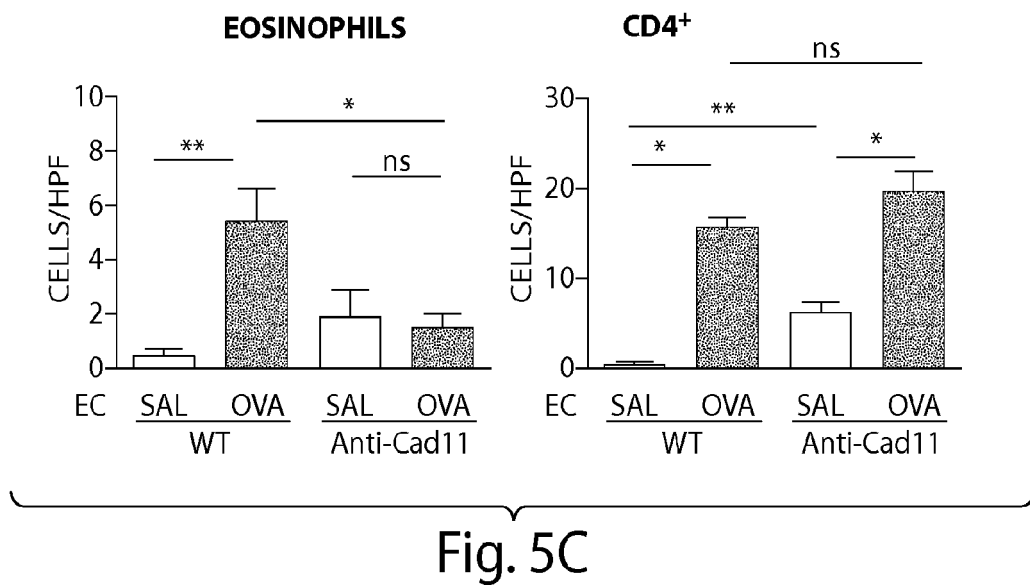 EOSINOPHILS
CELLS/HPF
10
8
6
4
2
0
**
*
ns
EC SAL OVA SAL OVA
WT Anti-Cad11
CD4⁺
CELLS/HPF
30
20
10
0
ns
**
*
*
EC SAL OVA SAL OVA
WT Anti-Cad11
Fig. 5C